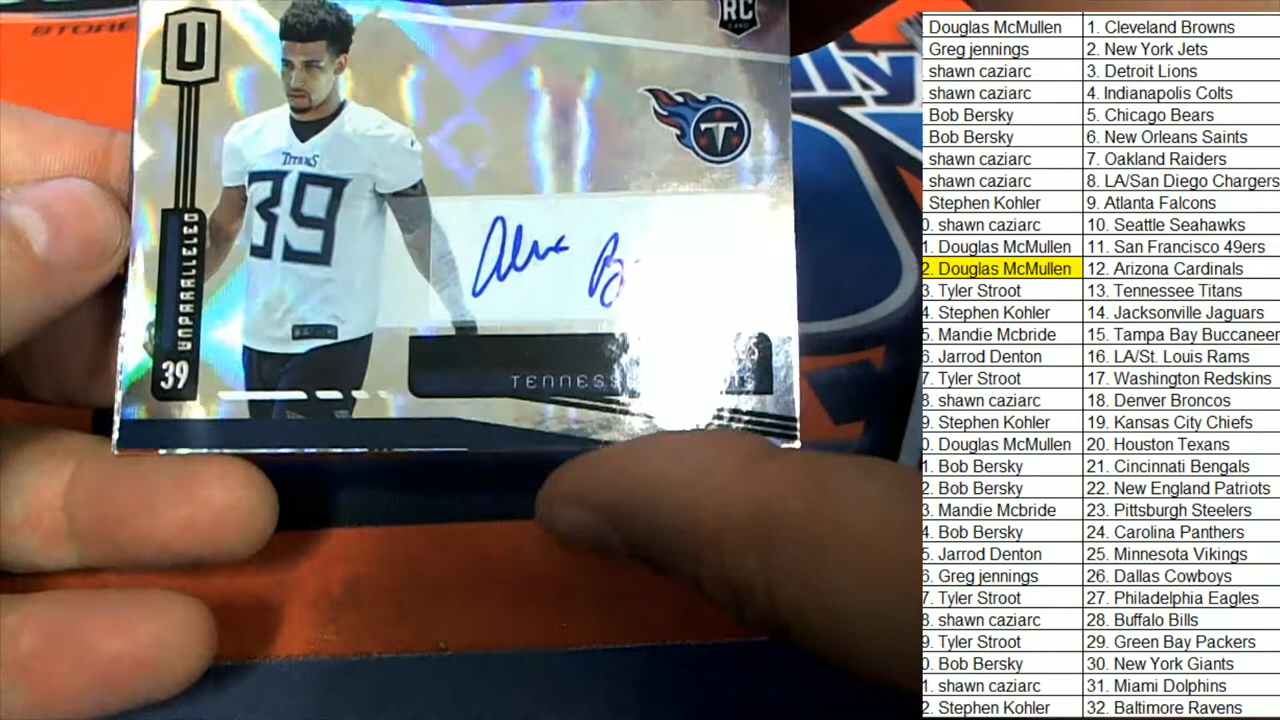 STORE
U
RC
TITANS
39
UNPARALLELED
39
TENNESS
Douglas McMullen 1. Cleveland Browns
Greg jennings 2. New York Jets
shawn caziarc 3. Detroit Lions
shawn caziarc 4. Indianapolis Colts
Bob Bersky 5. Chicago Bears
Bob Bersky 6. New Orleans Saints
shawn caziarc 7. Oakland Raiders
shawn caziarc 8. LA/San Diego Chargers
Stephen Kohler 9. Atlanta Falcons
0. shawn caziarc 10. Seattle Seahawks
1. Douglas McMullen 11. San Francisco 49ers
2. Douglas McMullen 12. Arizona Cardinals
3. Tyler Stroot 13. Tennessee Titans
4. Stephen Kohler 14. Jacksonville Jaguars
5. Mandie Mcbride 15. Tampa Bay Buccaneer
6. Jarrod Denton 16. LA/St. Louis Rams
7. Tyler Stroot 17. Washington Redskins
8. shawn caziarc 18. Denver Broncos
9. Stephen Kohler 19. Kansas City Chiefs
0. Douglas McMullen 20. Houston Texans
1. Bob Bersky 21. Cincinnati Bengals
2. Bob Bersky 22. New England Patriots
3. Mandie Mcbride 23. Pittsburgh Steelers
4. Bob Bersky 24. Carolina Panthers
5. Jarrod Denton 25. Minnesota Vikings
6. Greg jennings 26. Dallas Cowboys
7. Tyler Stroot 27. Philadelphia Eagles
8. shawn caziarc 28. Buffalo Bills
9. Tyler Stroot 29. Green Bay Packers
0. Bob Bersky 30. New York Giants
1. shawn caziarc 31. Miami Dolphins
2. Stephen Kohler 32. Baltimore Ravens